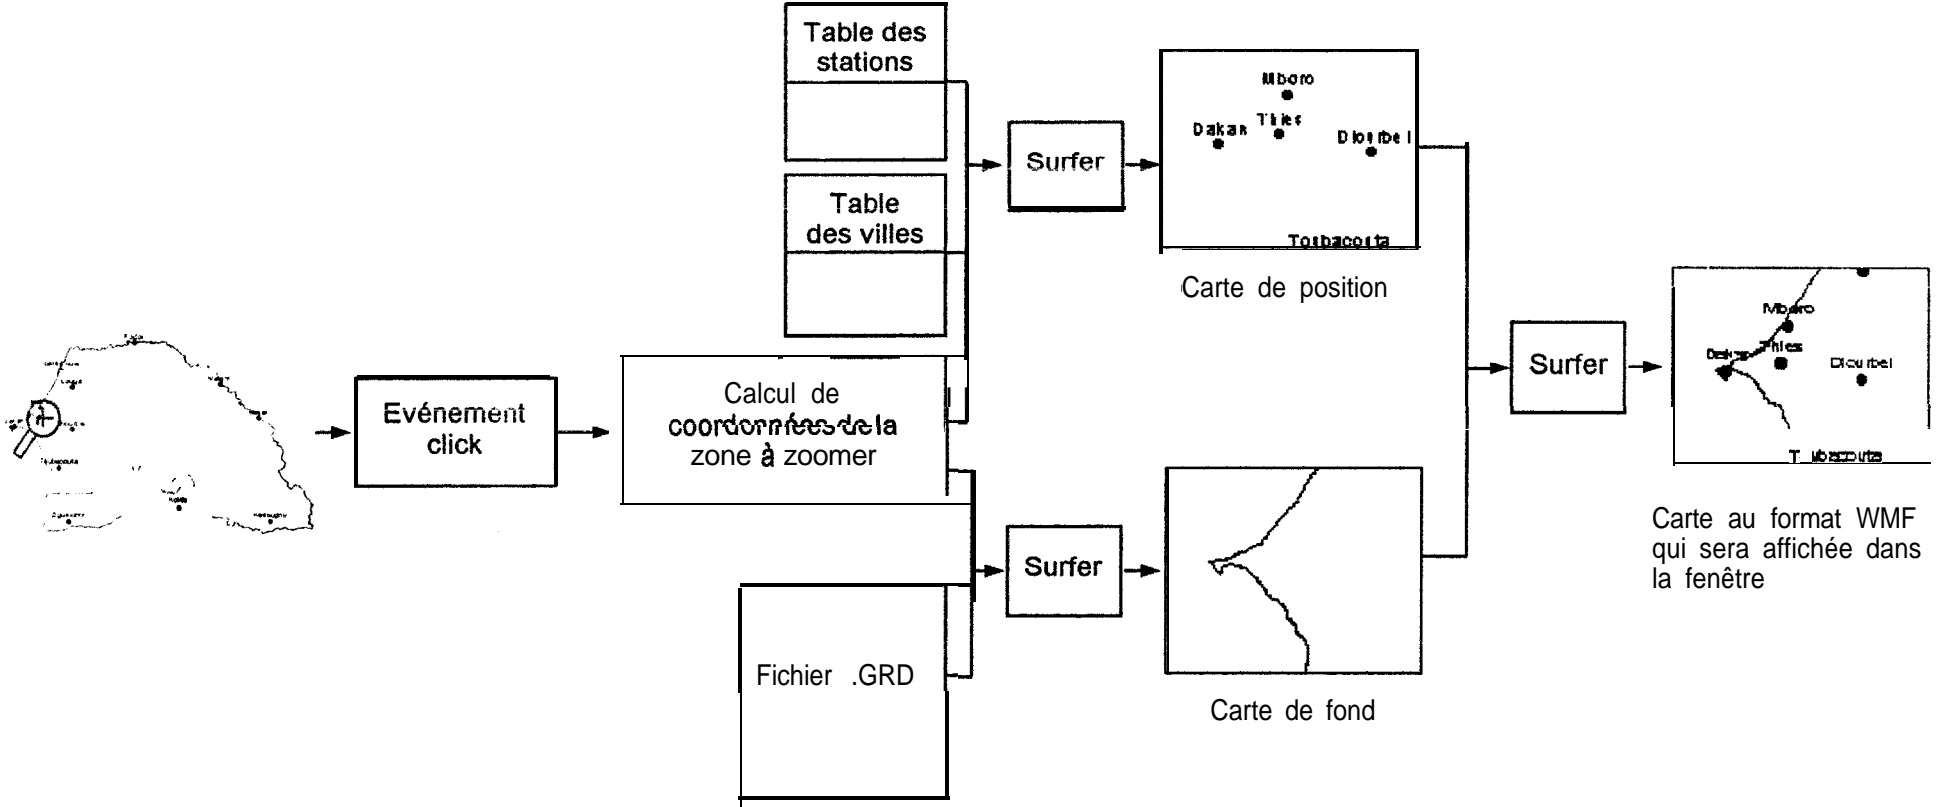 Table des
stations
Table
des villes
Surfer
Mboro
Thies
Dakar
Diourbel
Toubacouta
Carte de position
Evénement
click
Calcul de
coordonnées de la
zone à zoomer
Surfer
Mboro
Thies
Dakar
Diourbel
Carte au format WMF
qui sera affichée dans
la fenêtre
Surfer
Fichier .GRD
Carte de fond